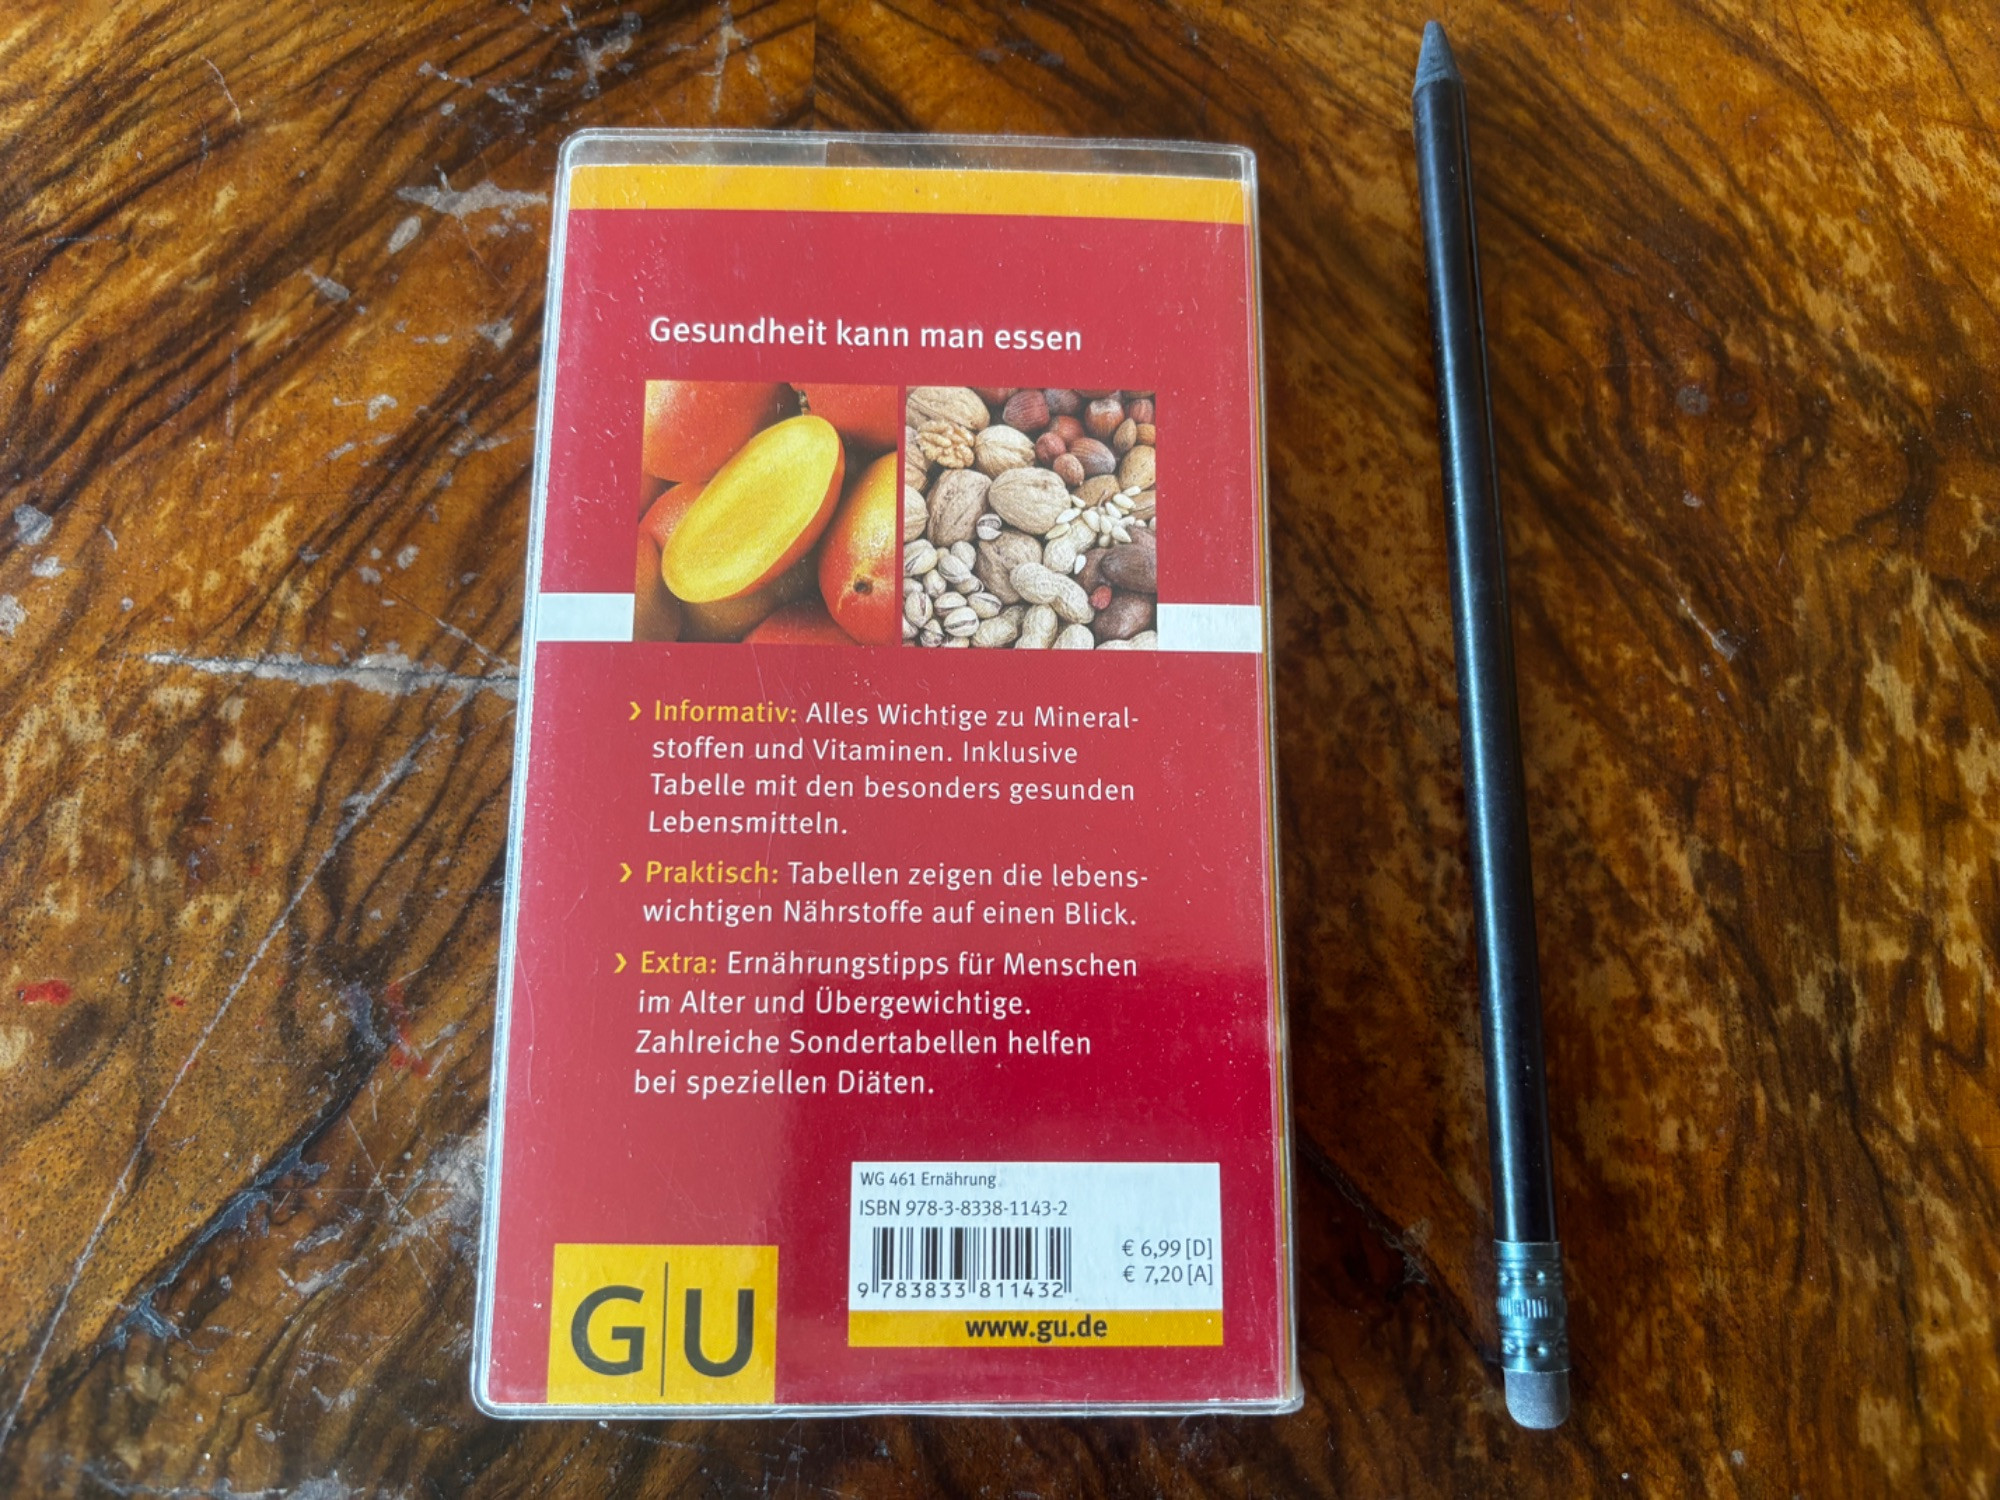 Gesundheit kann man essen
› Informativ: Alles Wichtige zu Mineral-
stoffen und Vitaminen. Inklusive
Tabelle mit den besonders gesunden
Lebensmitteln.
› Praktisch: Tabellen zeigen die lebens-
wichtigen Nährstoffe auf einen Blick.
› Extra: Ernährungstipps für Menschen
im Alter und Übergewichtige.
Zahlreiche Sondertabellen helfen
bei speziellen Diäten.
WG 461 Ernährung
ISBN 978-3-8338-1143-2
€ 6,99 [D]
€ 7,20 [A]
9 783833 811432
www.gu.de
G|U